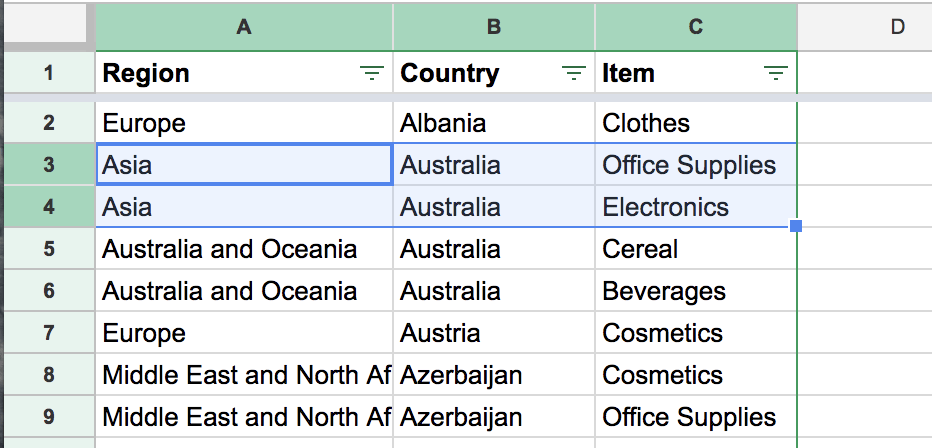 A B C D
1 Region Country Item
2 Europe Albania Clothes
3 Asia Australia Office Supplies
4 Asia Australia Electronics
5 Australia and Oceania Australia Cereal
6 Australia and Oceania Australia Beverages
7 Europe Austria Cosmetics
8 Middle East and North Af Azerbaijan Cosmetics
9 Middle East and North Af Azerbaijan Office Supplies